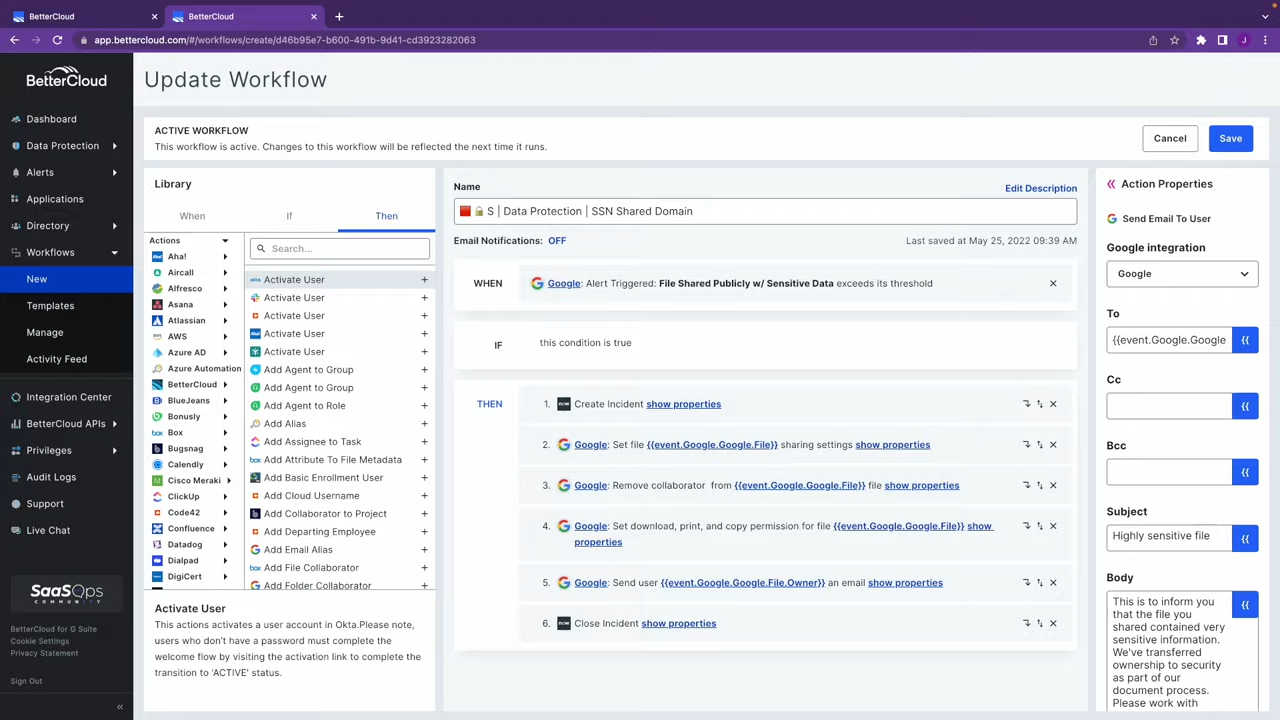 BetterCloud
BetterCloud
app.bettercloud.com/#/workflows/create/d46b95e7-b600-491b-9d41-cd3923282063
J
BetterCloud
Dashboard
Data Protection
Alerts
Applications
Directory
Workflows
New
Templates
Manage
Activity Feed
Integration Center
BetterCloud APIs
Privileges
Audit Logs
Support
Live Chat
SaaSOps
COMMUNITY
BetterCloud for G Suite
Cookie Settings
Privacy Statement
Sign Out
«
Update Workflow
ACTIVE WORKFLOW
This workflow is active. Changes to this workflow will be reflected the next time it runs.
Cancel
Save
Library
When
If
Then
Actions
Aha!
Aircall
Alfresco
Asana
Atlassian
AWS
Azure AD
Azure Automation
BetterCloud
BlueJeans
Bonusly
Box
Bugsnag
Calendly
Cisco Meraki
ClickUp
Code42
Confluence
Datadog
Dialpad
DigiCert
Search...
Activate User +
Activate User +
Activate User +
Activate User +
Activate User +
Add Agent to Group +
Add Agent to Group +
Add Agent to Role +
Add Alias +
Add Assignee to Task +
Add Attribute To File Metadata +
Add Basic Enrollment User +
Add Cloud Username +
Add Collaborator to Project +
Add Departing Employee +
Add Email Alias +
Add File Collaborator +
Add Folder Collaborator +
Activate User
This actions activates a user account in Okta.Please note,
users who don't have a password must complete the
welcome flow by visiting the activation link to complete the
transition to 'ACTIVE' status.
Name
Edit Description
S | Data Protection | SSN Shared Domain
Email Notifications: OFF
Last saved at May 25, 2022 09:39 AM
WHEN
Google: Alert Triggered: File Shared Publicly w/ Sensitive Data exceeds its threshold
IF
this condition is true
THEN
1. Create Incident show properties
2. Google: Set file {{event.Google.Google.File}} sharing settings show properties
3. Google: Remove collaborator from {{event.Google.Google.File}} file show properties
4. Google: Set download, print, and copy permission for file {{event.Google.Google.File}} show
properties
5. Google: Send user {{event.Google.Google.File.Owner}} an email show properties
6. Close Incident show properties
« Action Properties
Send Email To User
Google integration
Google
To
{{event.Google.Google {{
Cc
{{
Bcc
{{
Subject
Highly sensitive file {{
Body
{{
This is to inform you
that the file you
shared contained very
sensitive information.
We've transferred
ownership to security
as part of our
document process.
Please work with